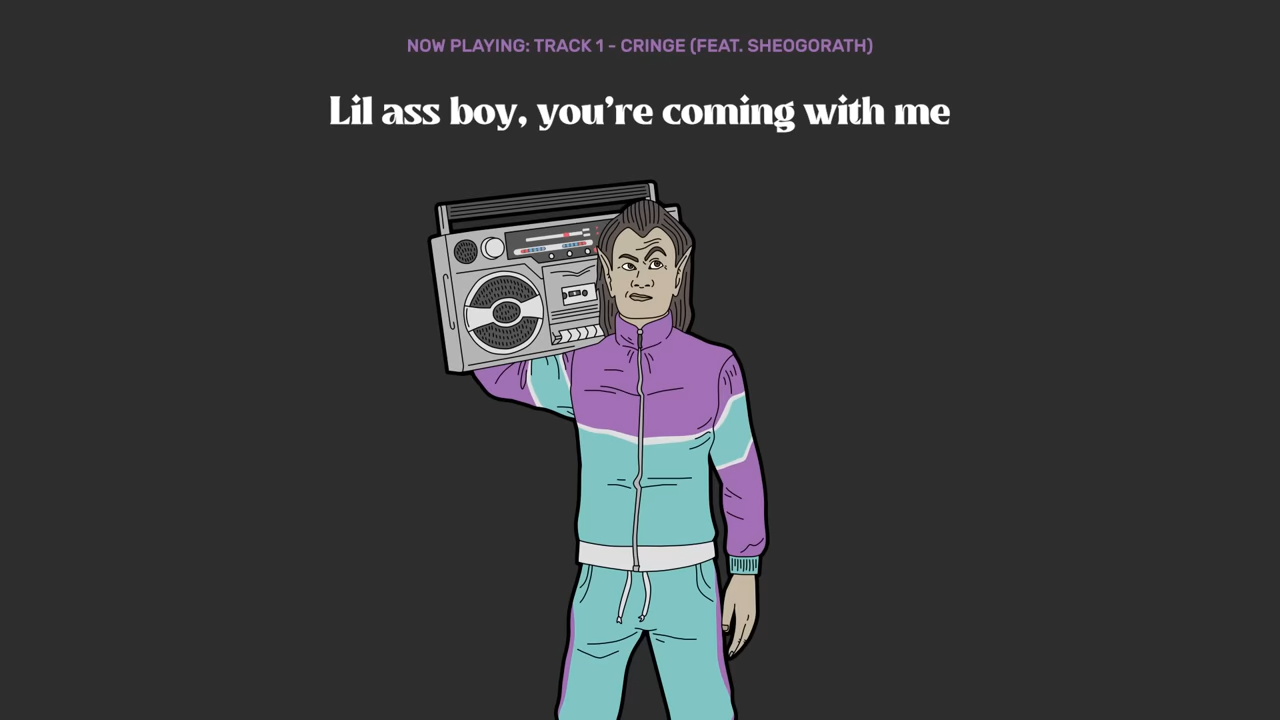 NOW PLAYING: TRACK 1 - CRINGE (FEAT. SHEOGORATH)
Lil ass boy, you’re coming with me